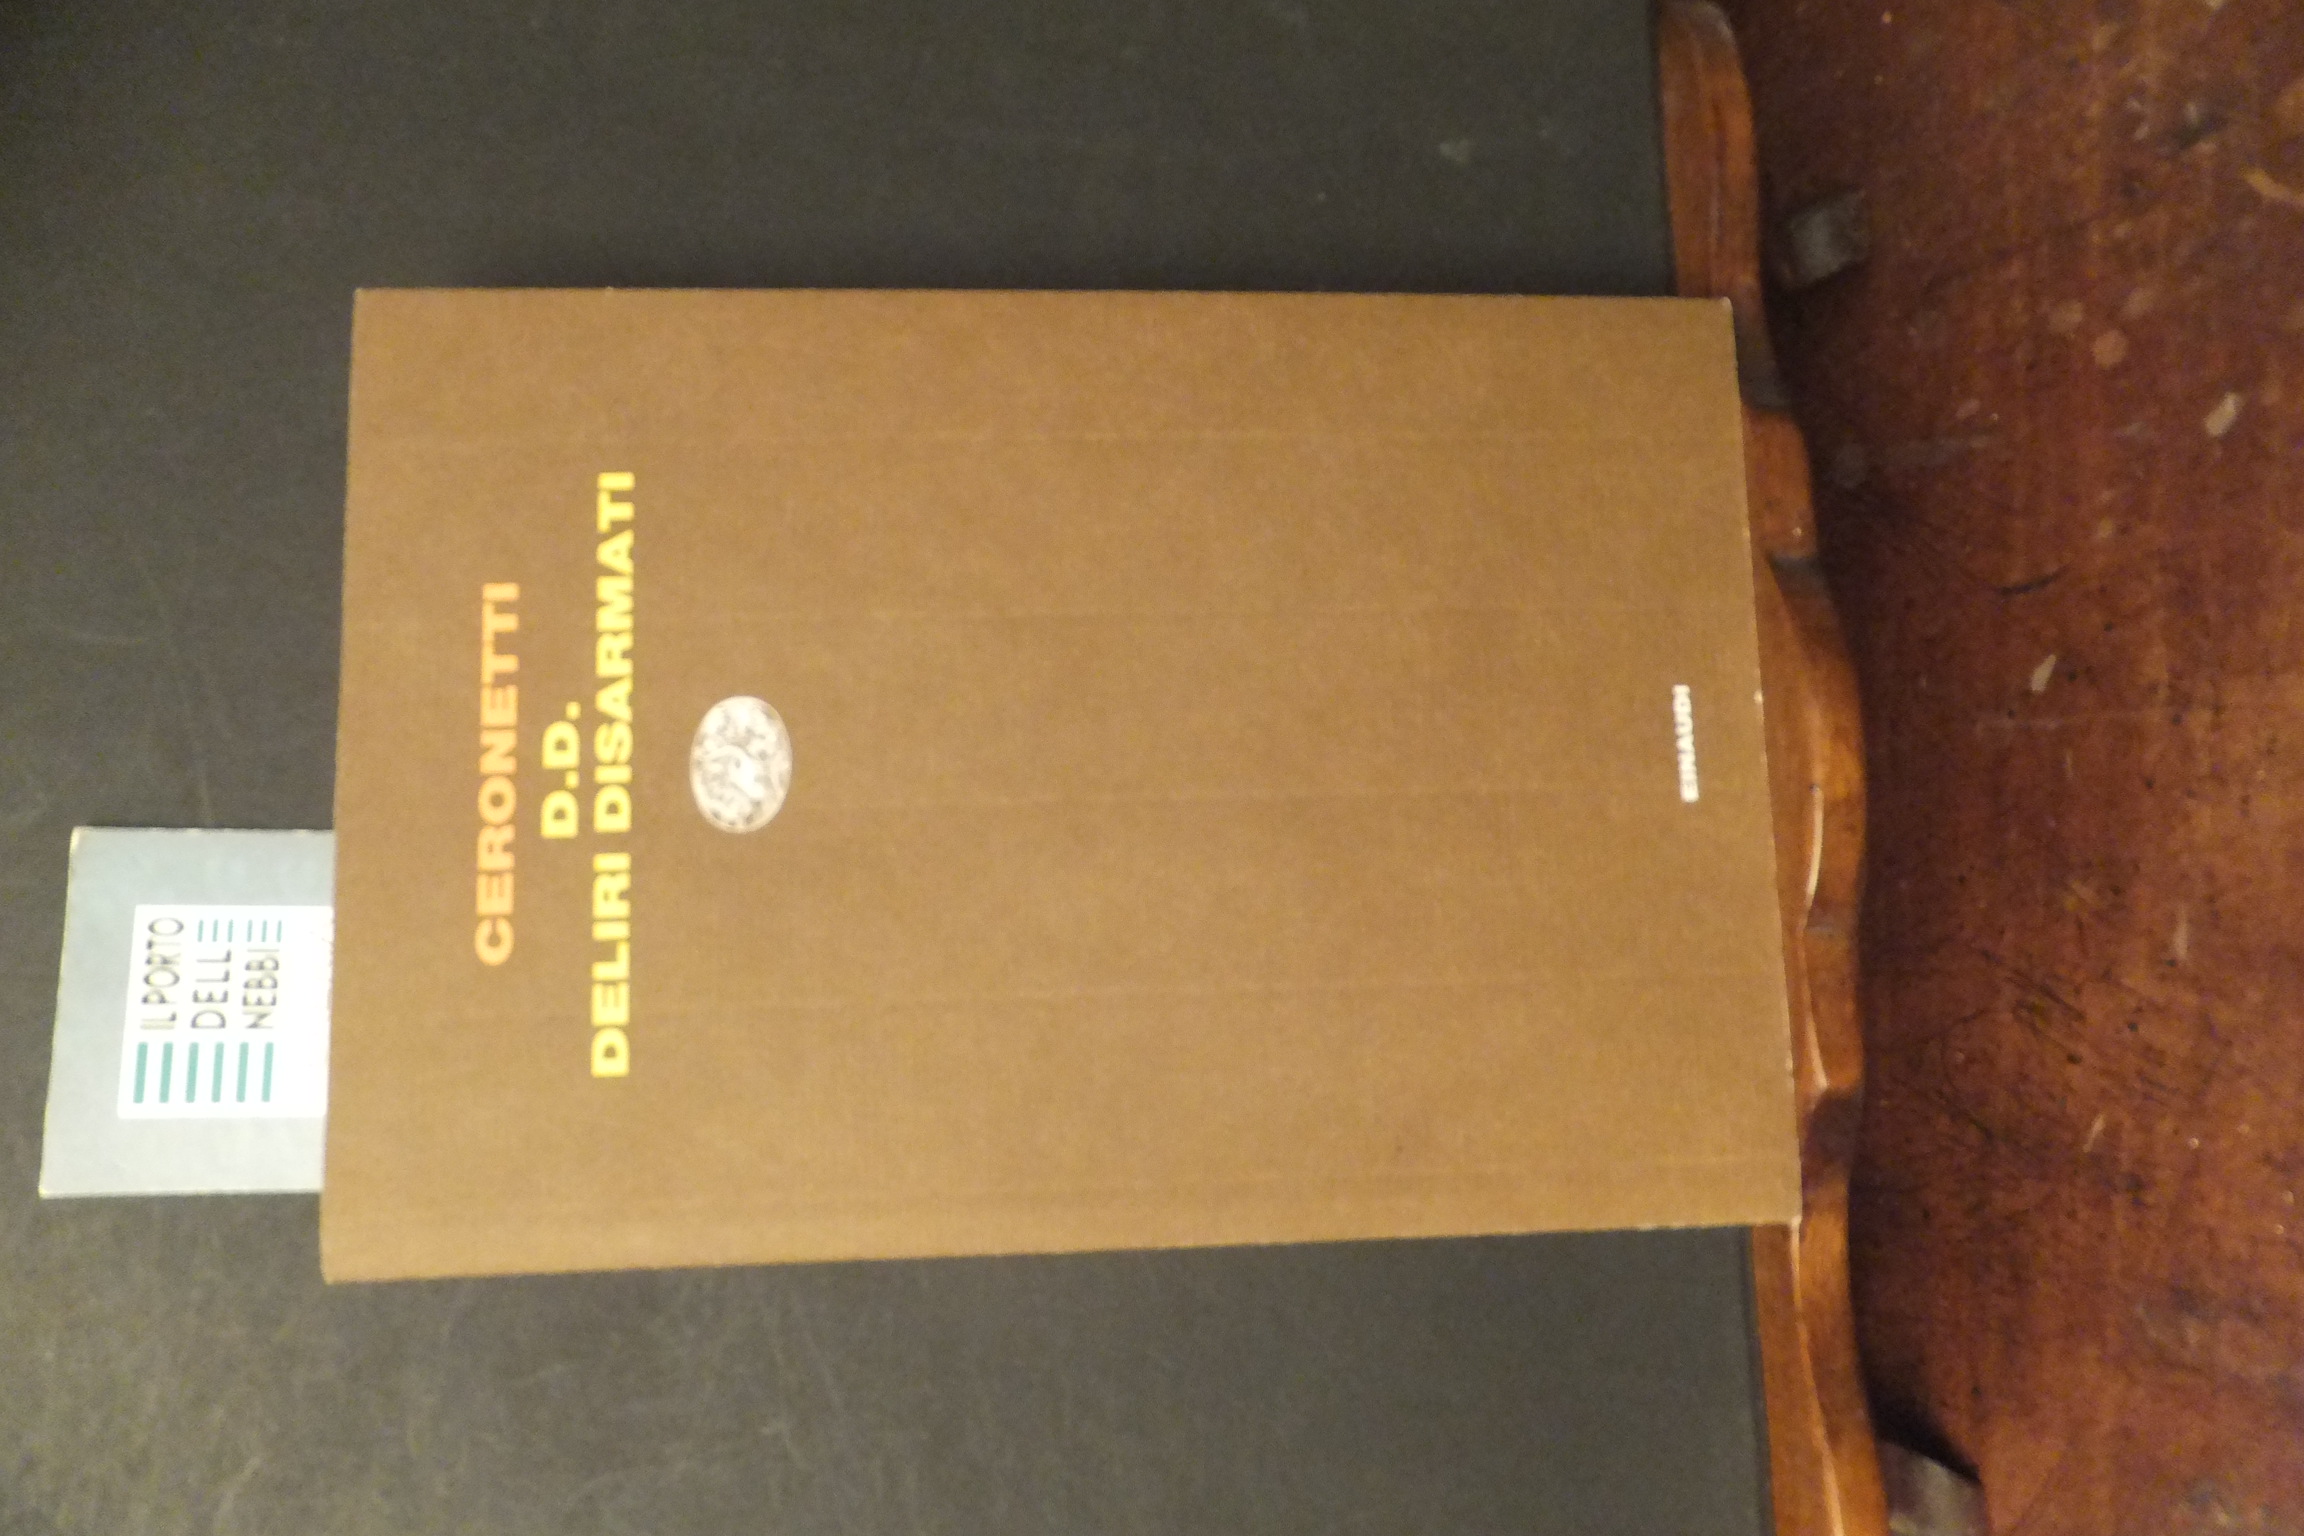 IL PORTO
DELLE
NEBBIE
CERONETTI
D.D.
DELIRI DISARMATI
EINAUDI